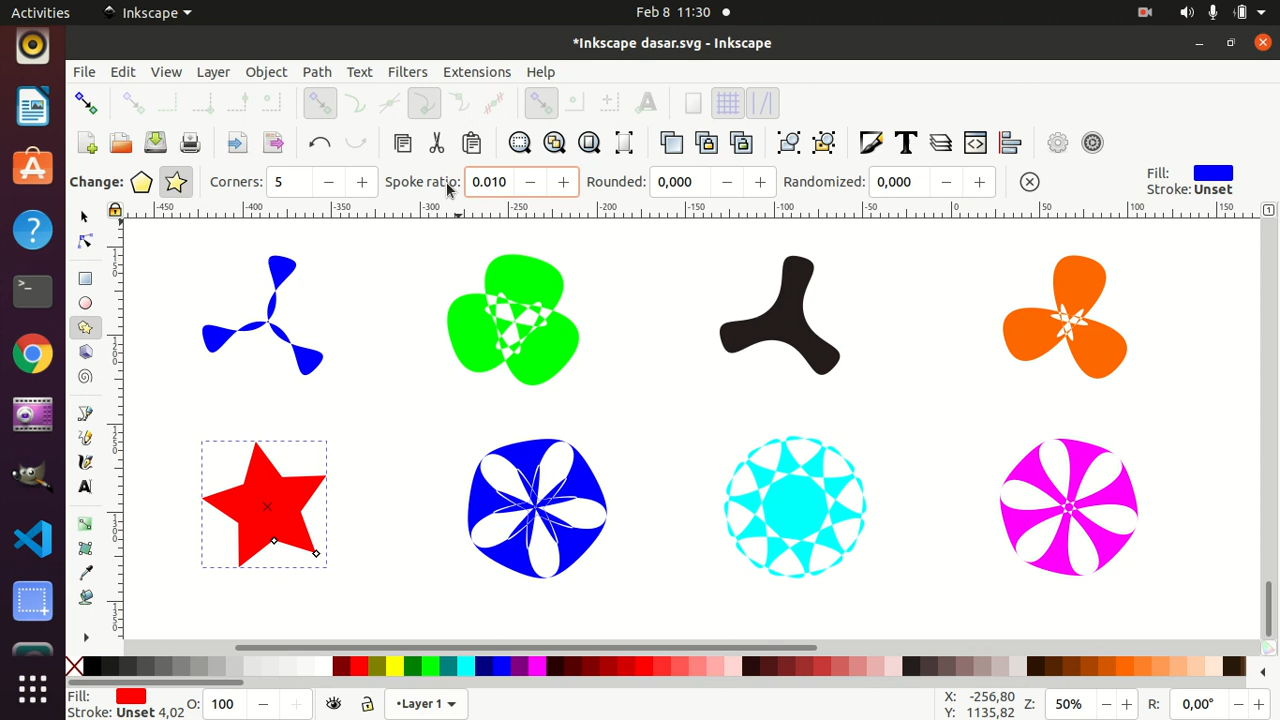 Activities Inkscape Feb 8 11:30
*Inkscape dasar.svg - Inkscape
File Edit View Layer Object Path Text Filters Extensions Help
Change: Corners: 5 Spoke ratio: 0.010 Rounded: 0,000 Randomized: 0,000 Fill:
Stroke: Unset
-450 -400 -350 -300 -250 -200 -150 -100 -50 0 50 100 150
Fill: O: 100 •Layer 1 X: -256,80 Z: 50% R: 0,00°
Stroke: Unset 4,02 Y: 1135,82